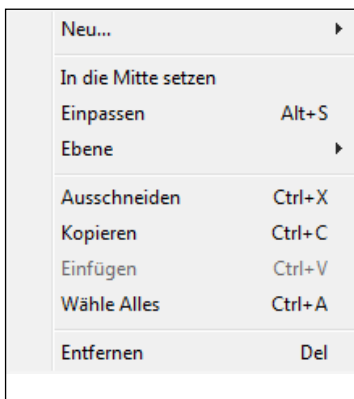 Neu...
In die Mitte setzen
Einpassen Alt+S
Ebene
Ausschneiden Ctrl+X
Kopieren Ctrl+C
Einfügen Ctrl+V
Wähle Alles Ctrl+A
Entfernen Del